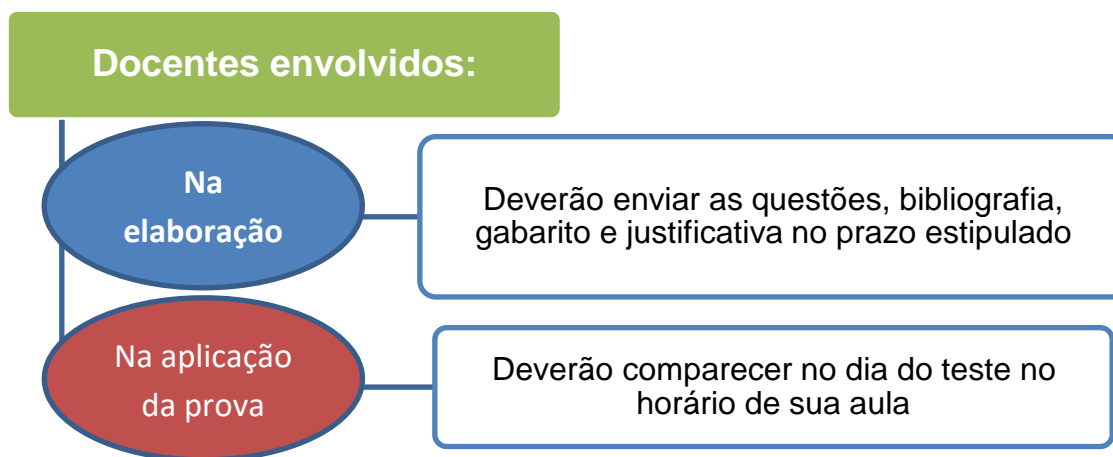 Docentes envolvidos:
Na
elaboração
Deverão enviar as questões, bibliografia,
gabarito e justificativa no prazo estipulado
Na aplicação
da prova
Deverão comparecer no dia do teste no
horário de sua aula